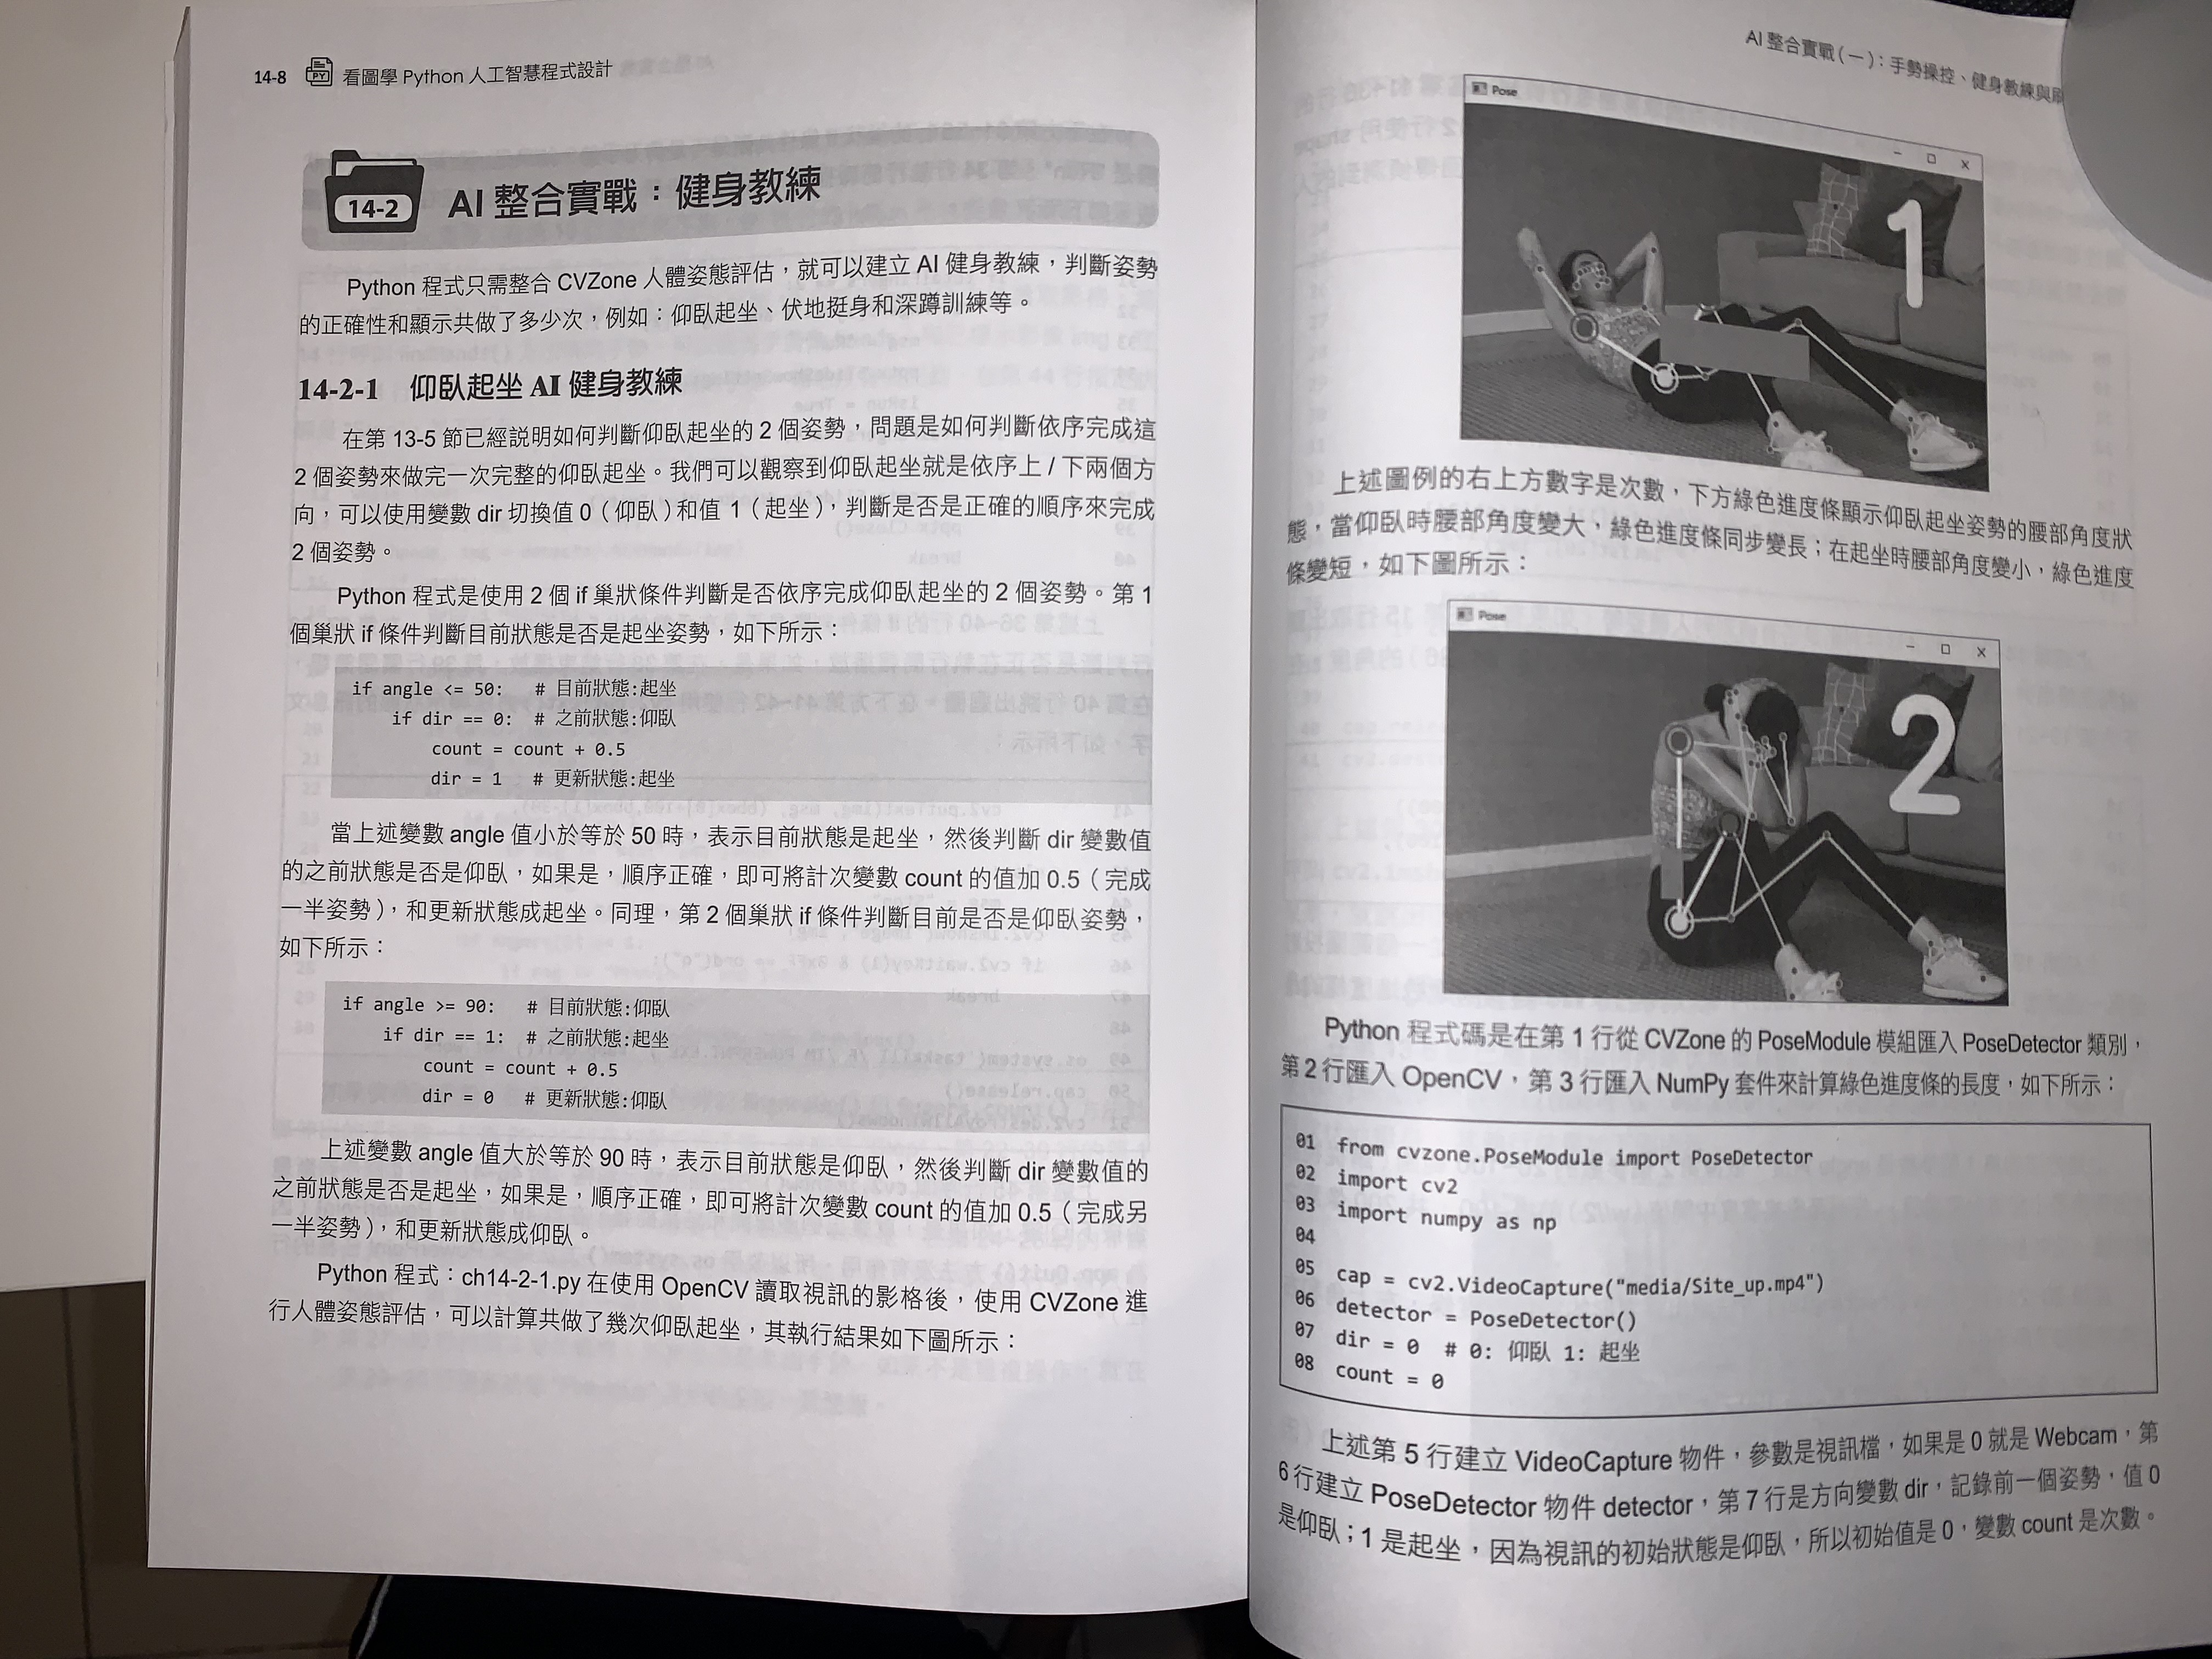 14-8 看圖學 Python 人工智慧程式設計
14-2 AI 整合實戰：健身教練
Python 程式只需整合 CVZone 人體姿態評估，就可以建立 AI 健身教練，判斷姿勢
的正確性和顯示共做了多少次，例如：仰臥起坐、伏地挺身和深蹲訓練等。
14-2-1 仰臥起坐 AI 健身教練
在第 13-5 節已經說明如何判斷仰臥起坐的 2 個姿勢，問題是如何判斷依序完成這
2 個姿勢來做完一次完整的仰臥起坐。我們可以觀察到仰臥起坐就是依序上 / 下兩個方
向，可以使用變數 dir 切換值 0（仰臥）和值 1（起坐），判斷是否是正確的順序來完成
2 個姿勢。
Python 程式是使用 2 個 if 巢狀條件判斷是否依序完成仰臥起坐的 2 個姿勢。第 1
個巢狀 if 條件判斷目前狀態是否是起坐姿勢，如下所示：
if angle <= 50: # 目前狀態:起坐
if dir == 0: # 之前狀態:仰臥
count = count + 0.5
dir = 1 # 更新狀態:起坐
當上述變數 angle 值小於等於 50 時，表示目前狀態是起坐，然後判斷 dir 變數值
的之前狀態是否是仰臥，如果是，順序正確，即可將計次變數 count 的值加 0.5（完成
一半姿勢），和更新狀態成起坐。同理，第 2 個巢狀 if 條件判斷目前是否是仰臥姿勢，
如下所示：
if angle >= 90: # 目前狀態:仰臥
if dir == 1: # 之前狀態:起坐
count = count + 0.5
dir = 0 # 更新狀態:仰臥
上述變數 angle 值大於等於 90 時，表示目前狀態是仰臥，然後判斷 dir 變數值的
之前狀態是否是起坐，如果是，順序正確，即可將計次變數 count 的值加 0.5（完成另
一半姿勢），和更新狀態成仰臥。
Python 程式：ch14-2-1.py 在使用 OpenCV 讀取視訊的影格後，使用 CVZone 進
行人體姿態評估，可以計算共做了幾次仰臥起坐，其執行結果如下圖所示：
AI 整合實戰（一）：手勢操控、健身教練與
Pose
1
上述圖例的右上方數字是次數，下方綠色進度條顯示仰臥起坐姿勢的腰部角度狀
態，當仰臥時腰部角度變大，綠色進度條同步變長；在起坐時腰部角度變小，綠色進度
條變短，如下圖所示：
Pose
2
Python 程式碼是在第 1 行從 CVZone 的 PoseModule 模組匯入 PoseDetector 類別，
第 2 行匯入 OpenCV，第 3 行匯入 NumPy 套件來計算綠色進度條的長度，如下所示：
01 from cvzone.PoseModule import PoseDetector
02 import cv2
03 import numpy as np
04
05 cap = cv2.VideoCapture("media/Site_up.mp4")
06 detector = PoseDetector()
07 dir = 0 # 0: 仰臥 1: 起坐
08 count = 0
上述第 5 行建立 VideoCapture 物件，參數是視訊檔，如果是 0 就是 Webcam，第
6 行建立 PoseDetector 物件 detector，第 7 行是方向變數 dir，記錄前一個姿勢，值 0
是仰臥；1 是起坐，因為視訊的初始狀態是仰臥，所以初始值是 0，變數 count 是次數。